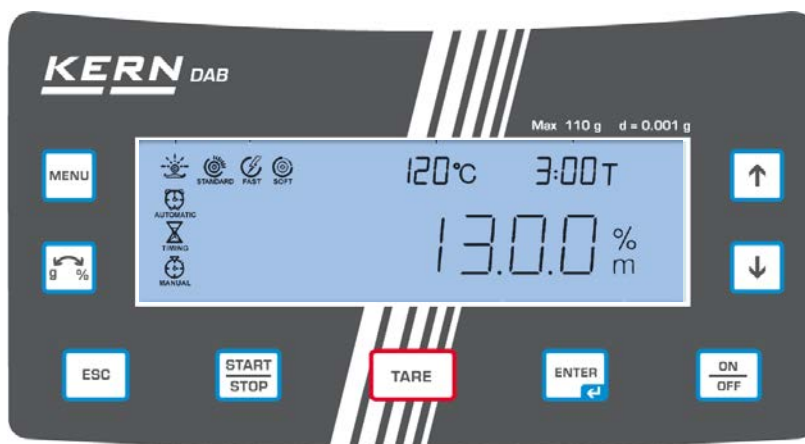 KERN DAB
Max 110 g d = 0.001 g
MENU
STANDARD FAST SOFT
120°C 3:00T
AUTOMATIC
TIMING
MANUAL
13.0.0 % m
g %
ESC
START
STOP
TARE
ENTER
ON
OFF